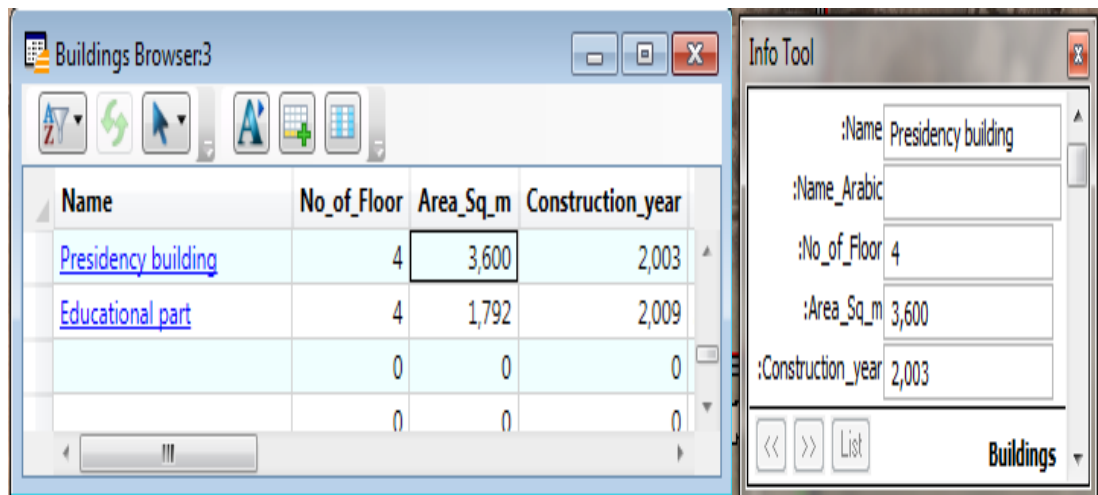 Buildings Browser:3
Name No_of_Floor Area_Sq_m Construction_year
Presidency building 4 3,600 2,003
Educational part 4 1,792 2,009
0 0 0
0 0 0
Info Tool
:Name Presidency building
:Name_Arabic
:No_of_Floor 4
:Area_Sq_m 3,600
:Construction_year 2,003
<< >> List Buildings